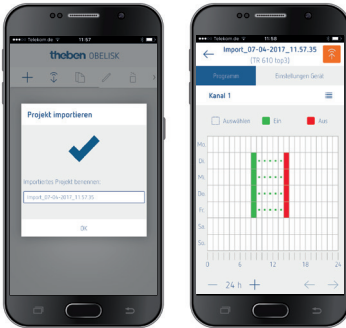 Telekom.de
11:57
theben OBELISK
Projekt importieren
Importiertes Projekt benennen:
Import_07-04-2017_11.57.35
OK
Telekom.de
11:58
Import_07-04-2017_11.57.35
(TR 610 top3)
Programm
Einstellungen Gerät
Kanal 1
Auswählen
Ein
Aus
Mo.
Di.
Mi.
Do.
Fr.
Sa.
So.
0 6 12 18 24
24 h